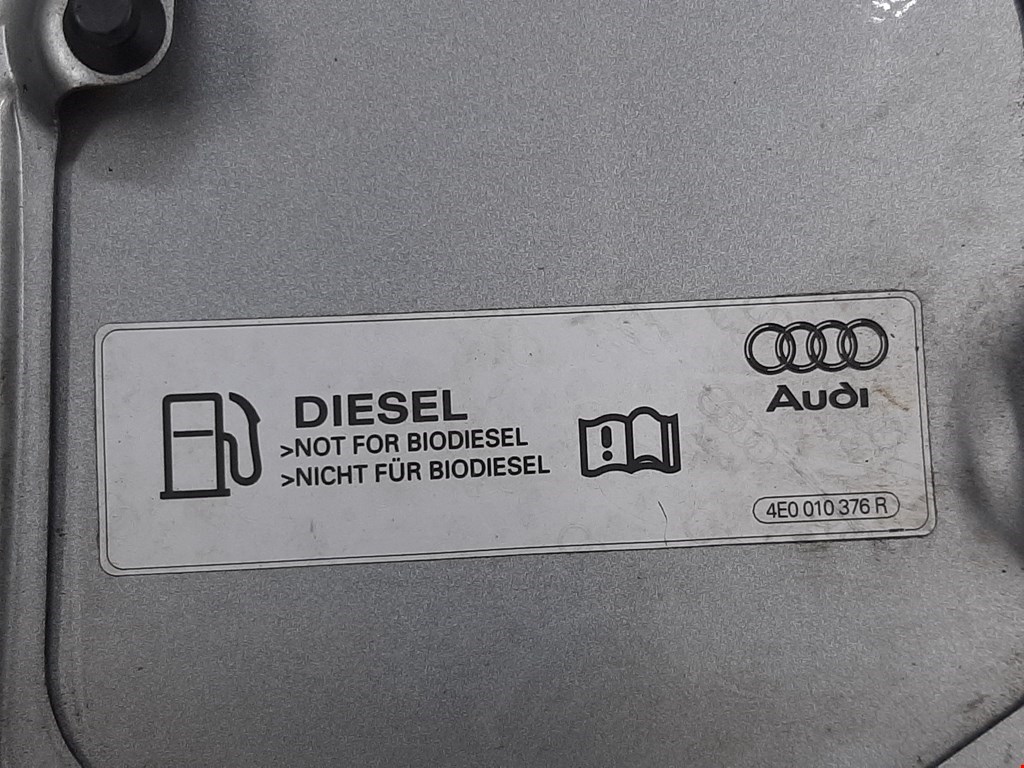 DIESEL
>NOT FOR BIODIESEL
>NICHT FÜR BIODIESEL
Audi
4E0 010 376 R